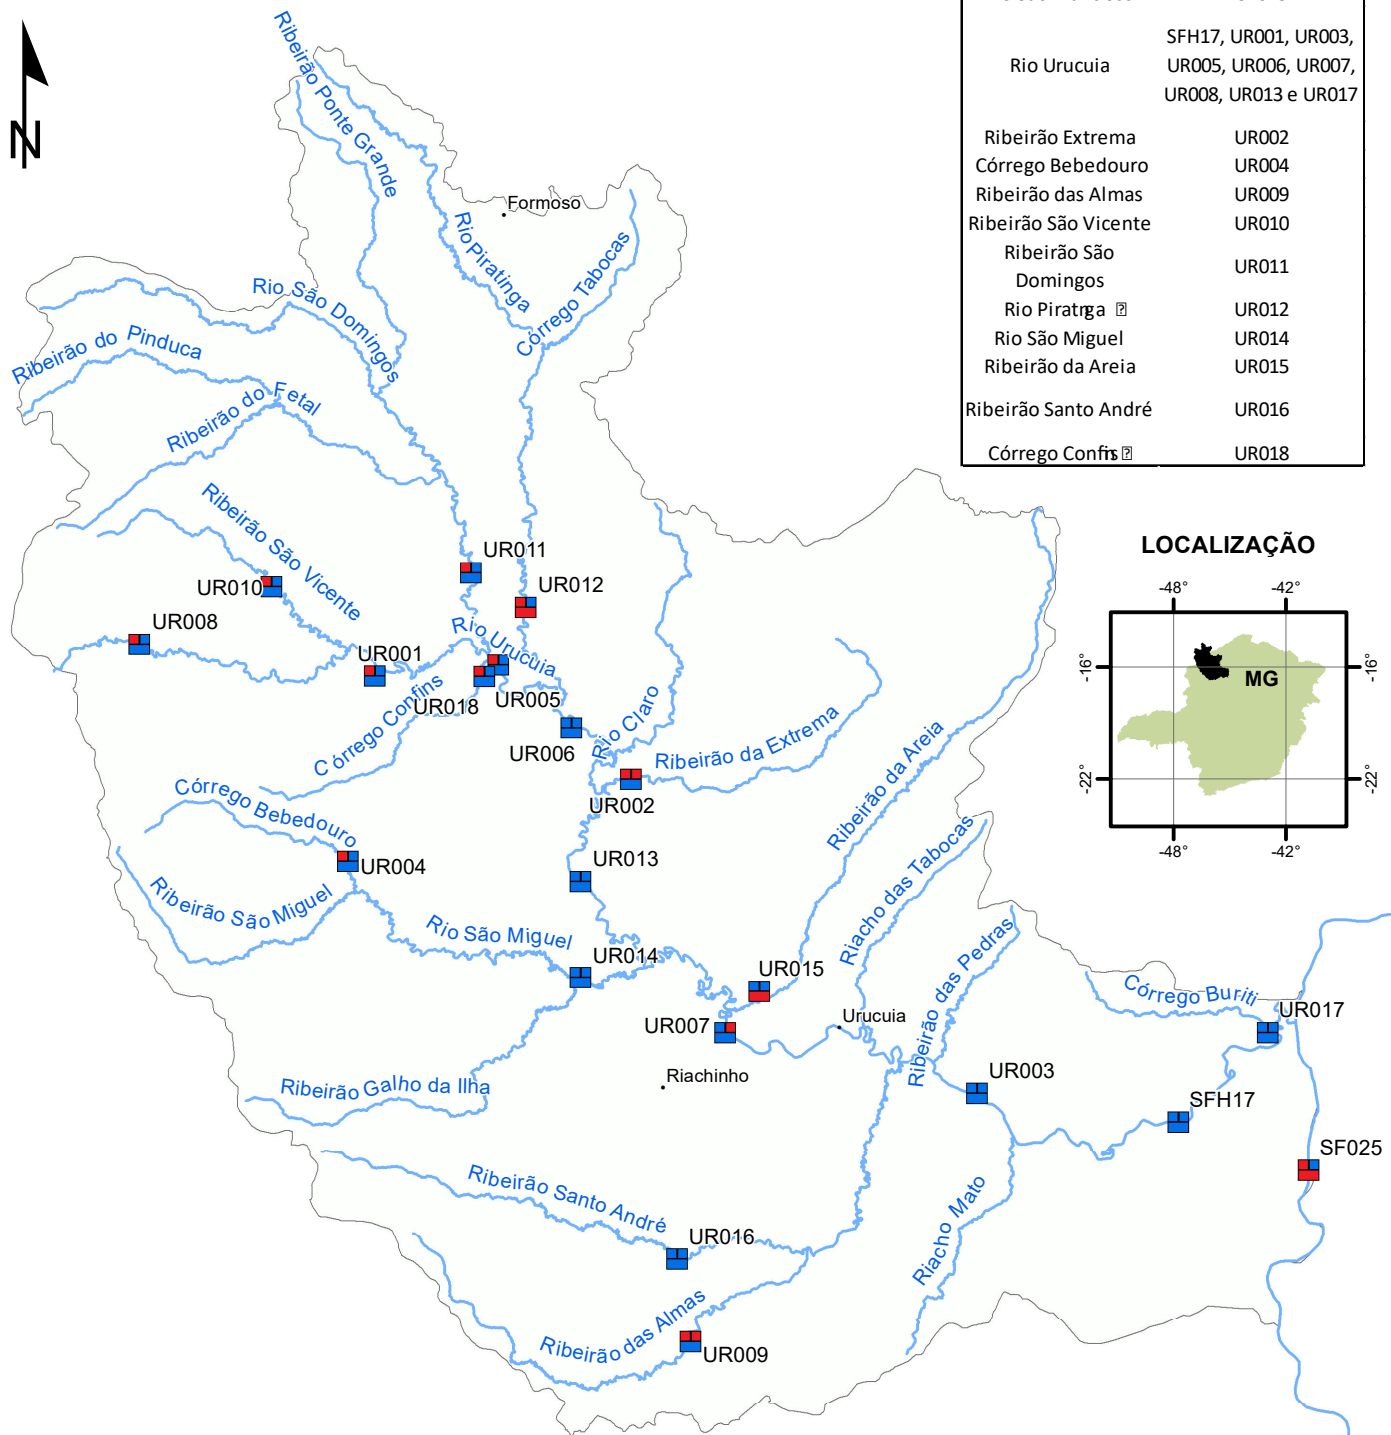 SFH17, UR001, UR003,
Rio Urucuia
UR005, UR006, UR007,
UR008, UR013 e UR017
Ribeirão Extrema UR002
Córrego Bebedouro UR004
Ribeirão das Almas UR009
Ribeirão São Vicente UR010
Ribeirão São
Domingos
UR011
UR012
Rio São Miguel UR014
Ribeirão da Areia UR015
Ribeirão Santo André UR016
Córrego UR018
N
Ribeirão Ponte Grande
Formoso
Rio Piratinga
Córrego Tabocas
Rio São Domingos
Ribeirão do Pinduca
Ribeirão do Fetal
Ribeirão São Vicente
UR011
UR010
UR012
UR008
UR001
Rio Urucuia
UR018
UR005
Córrego Confins
UR006
Rio Claro
Ribeirão da Extrema
UR002
Ribeirão da Areia
Córrego Bebedouro
UR004
UR013
Ribeirão São Miguel
Rio São Miguel
UR014
UR015
Riacho das Tabocas
Ribeirão das Pedras
UR007
Urucuia
Córrego Buriti
UR017
Riachinho
Ribeirão Galho da Ilha
UR003
SFH17
SF025
Ribeirão Santo André
UR016
Riacho Mato
Ribeirão das Almas
UR009
LOCALIZAÇÃO
-48° -42°
-16° -16°
MG
-22° -22°
-48° -42°